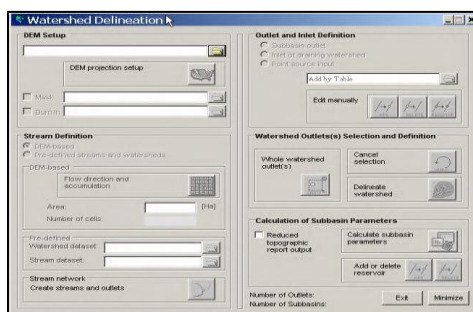 Watershed Delineation
DEM Setup
DEM projection setup
Mask
Burn in
Stream Definition
DEM-based
Pre-defined streams and watersheds
DEM-based
Flow direction and
accumulation
Area:
[Ha]
Number of cells:
Pre-defined
Watershed dataset:
Stream dataset:
Stream network
Create streams and outlets
Outlet and Inlet Definition
Subbasin outlet
Inlet of draining watershed
Point source input
Add by Table
Edit manually
Watershed Outlets(s) Selection and Definition
Whole watershed
outlet(s)
Cancel
selection
Delineate
watershed
Calculation of Subbasin Parameters
Reduced
topographic
report output
Calculate subbasin
parameters
Add or delete
reservoir
Number of Outlets:
Number of Subbasins:
Exit
Minimize